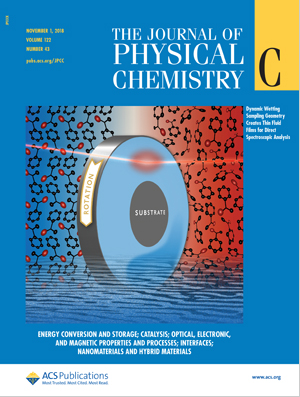 NOVEMBER 1, 2018
VOLUME 122
NUMBER 43
pubs.acs.org/JPCC
THE JOURNAL OF
PHYSICAL
CHEMISTRY
C
Dynamic Wetting
Sampling Geometry
Creates Thin Fluid
Films for Direct
Spectroscopic Analysis
ROTATION
SUBSTRATE
ENERGY CONVERSION AND STORAGE; CATALYSIS; OPTICAL, ELECTRONIC,
AND MAGNETIC PROPERTIES AND PROCESSES; INTERFACES;
NANOMATERIALS AND HYBRID MATERIALS
ACS Publications
Most Trusted. Most Cited. Most Read.
www.acs.org